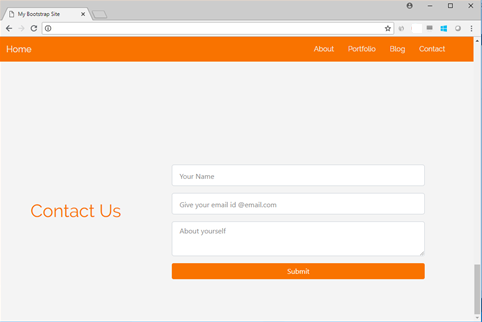 My Bootstrap Site
Home About Portfolio Blog Contact
Your Name
Give your email id @email.com
Contact Us
About yourself
Submit